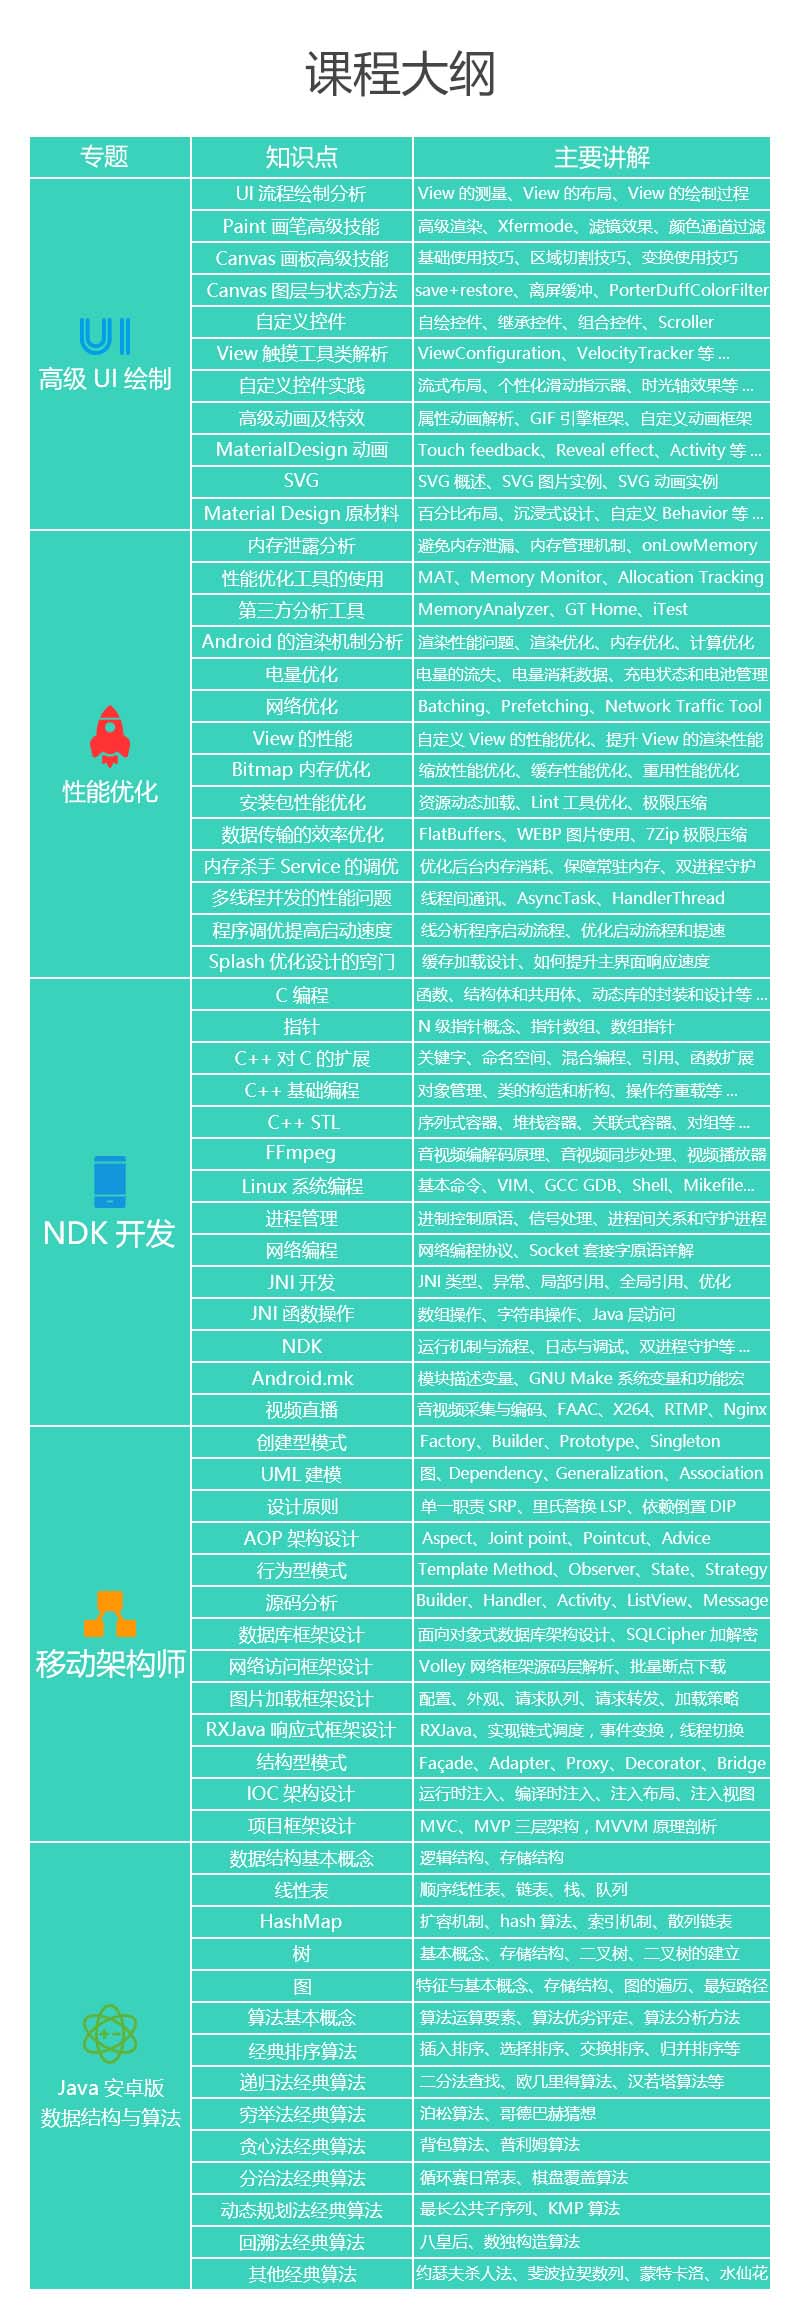 课程大纲
专题 知识点 主要讲解
UI
高级 UI 绘制
UI 流程绘制分析 View 的测量、View 的布局、View 的绘制过程
Paint 画笔高级技能 高级渲染、Xfermode、滤镜效果、颜色通道过滤
Canvas 画板高级技能 基础使用技巧、区域切割技巧、变换使用技巧
Canvas 图层与状态方法 save+restore、离屏缓冲、PorterDuffColorFilter
自定义控件 自绘控件、继承控件、组合控件、Scroller
View 触摸工具类解析 ViewConfiguration、VelocityTracker 等 ...
自定义控件实践 流式布局、个性化滑动指示器、时光轴效果等 ...
高级动画及特效 属性动画解析、GIF 引擎框架、自定义动画框架
MaterialDesign 动画 Touch feedback、Reveal effect、Activity 等 ...
SVG SVG 概述、SVG 图片实例、SVG 动画实例
Material Design 原材料 百分比布局、沉浸式设计、自定义 Behavior 等 ...
性能优化
内存泄露分析 避免内存泄漏、内存管理机制、onLowMemory
性能优化工具的使用 MAT、Memory Monitor、Allocation Tracking
第三方分析工具 MemoryAnalyzer、GT Home、iTest
Android 的渲染机制分析 渲染性能问题、渲染优化、内存优化、计算优化
电量优化 电量的流失、电量消耗数据、充电状态和电池管理
网络优化 Batching、Prefetching、Network Traffic Tool
View 的性能 自定义 View 的性能优化、提升 View 的渲染性能
Bitmap 内存优化 缩放性能优化、缓存性能优化、重用性能优化
安装包性能优化 资源动态加载、Lint 工具优化、极限压缩
数据传输的效率优化 FlatBuffers、WEBP 图片使用、7Zip 极限压缩
内存杀手 Service 的调优 优化后台内存消耗、保障常驻内存、双进程守护
多线程并发的性能问题 线程间通讯、AsyncTask、HandlerThread
程序调优提高启动速度 线分析程序启动流程、优化启动流程和提速
Splash 优化设计的窍门 缓存加载设计、如何提升主界面响应速度
NDK 开发
C 编程 函数、结构体和共用体、动态库的封装和设计等 ...
指针 N 级指针概念、指针数组、数组指针
C++ 对 C 的扩展 关键字、命名空间、混合编程、引用、函数扩展
C++ 基础编程 对象管理、类的构造和析构、操作符重载等 ...
C++ STL 序列式容器、堆栈容器、关联式容器、对组等 ...
FFmpeg 音视频编解码原理、音视频同步处理、视频播放器
Linux 系统编程 基本命令、VIM、GCC GDB、Shell、Mikefile...
进程管理 进制控制原语、信号处理、进程间关系和守护进程
网络编程 网络编程协议、Socket 套接字原语详解
JNI 开发 JNI 类型、异常、局部引用、全局引用、优化
JNI 函数操作 数组操作、字符串操作、Java 层访问
NDK 运行机制与流程、日志与调试、双进程守护等 ...
Android.mk 模块描述变量、GNU Make 系统变量和功能宏
视频直播 音视频采集与编码、FAAC、X264、RTMP、Nginx
移动架构师
创建型模式 Factory、Builder、Prototype、Singleton
UML 建模 图、Dependency、Generalization、Association
设计原则 单一职责 SRP、里氏替换 LSP、依赖倒置 DIP
AOP 架构设计 Aspect、Joint point、Pointcut、Advice
行为型模式 Template Method、Observer、State、Strategy
源码分析 Builder、Handler、Activity、ListView、Message
数据库框架设计 面向对象式数据库架构设计、SQLCipher 加解密
网络访问框架设计 Volley 网络框架源码层解析、批量断点下载
图片加载框架设计 配置、外观、请求队列、请求转发、加载策略
RXJava 响应式框架设计 RXJava、实现链式调度，事件变换，线程切换
结构型模式 Façade、Adapter、Proxy、Decorator、Bridge
IOC 架构设计 运行时注入、编译时注入、注入布局、注入视图
项目框架设计 MVC、MVP 三层架构，MVVM 原理剖析
Java 安卓版
数据结构与算法
数据结构基本概念 逻辑结构、存储结构
线性表 顺序线性表、链表、栈、队列
HashMap 扩容机制、hash 算法、索引机制、散列链表
树 基本概念、存储结构、二叉树、二叉树的建立
图 特征与基本概念、存储结构、图的遍历、最短路径
算法基本概念 算法运算要素、算法优劣评定、算法分析方法
经典排序算法 插入排序、选择排序、交换排序、归并排序等
递归法经典算法 二分法查找、欧几里得算法、汉若塔算法等
穷举法经典算法 泊松算法、哥德巴赫猜想
贪心法经典算法 背包算法、普利姆算法
分治法经典算法 循环赛日常表、棋盘覆盖算法
动态规划法经典算法 最长公共子序列、KMP 算法
回溯法经典算法 八皇后、数独构造算法
其他经典算法 约瑟夫杀人法、斐波拉契数列、蒙特卡洛、水仙花